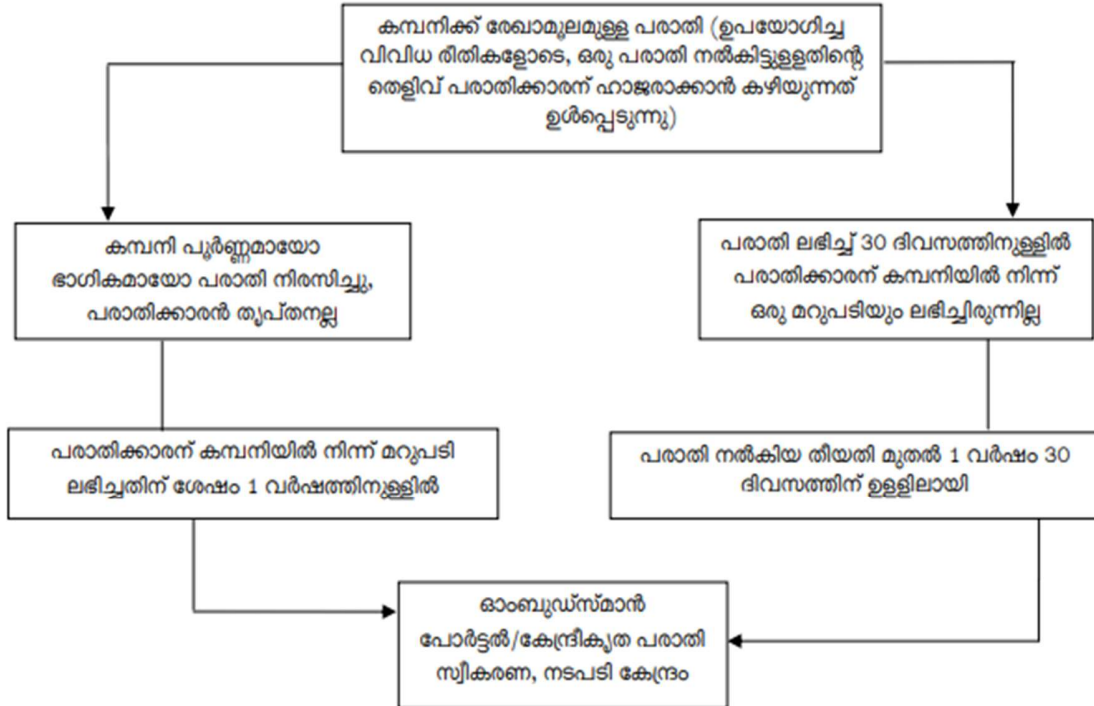 കമ്പനിക്ക് രേഖാമൂലമുള്ള പരാതി (ഉപയോഗിച്ച
വിവിധ രീതികളോടെ, ഒരു പരാതി നൽകിട്ടുളളതിന്റെ
തെളിവ് പരാതിക്കാരന് ഹാജരാക്കാൻ കഴിയുന്നത്
ഉൾപ്പെടുന്നു)
കമ്പനി പൂർണ്ണമായോ
ഭാഗികമായോ പരാതി നിരസിച്ചു,
പരാതിക്കാരൻ തൃപ്തനല്ല
പരാതി ലഭിച്ച് 30 ദിവസത്തിനുള്ളിൽ
പരാതിക്കാരന് കമ്പനിയിൽ നിന്ന്
ഒരു മറുപടിയും ലഭിച്ചിരുന്നില്ല
പരാതിക്കാരന് കമ്പനിയിൽ നിന്ന് മറുപടി
ലഭിച്ചതിന് ശേഷം 1 വർഷത്തിനുള്ളിൽ
പരാതി നൽകിയ തീയതി മുതൽ 1 വർഷം 30
ദിവസത്തിന് ഉളളിലായി
ഓംബുഡ്സ്മാൻ
പോർട്ടൽ/കേന്ദ്രീകൃത പരാതി
സ്വീകരണ, നടപടി കേന്ദ്രം